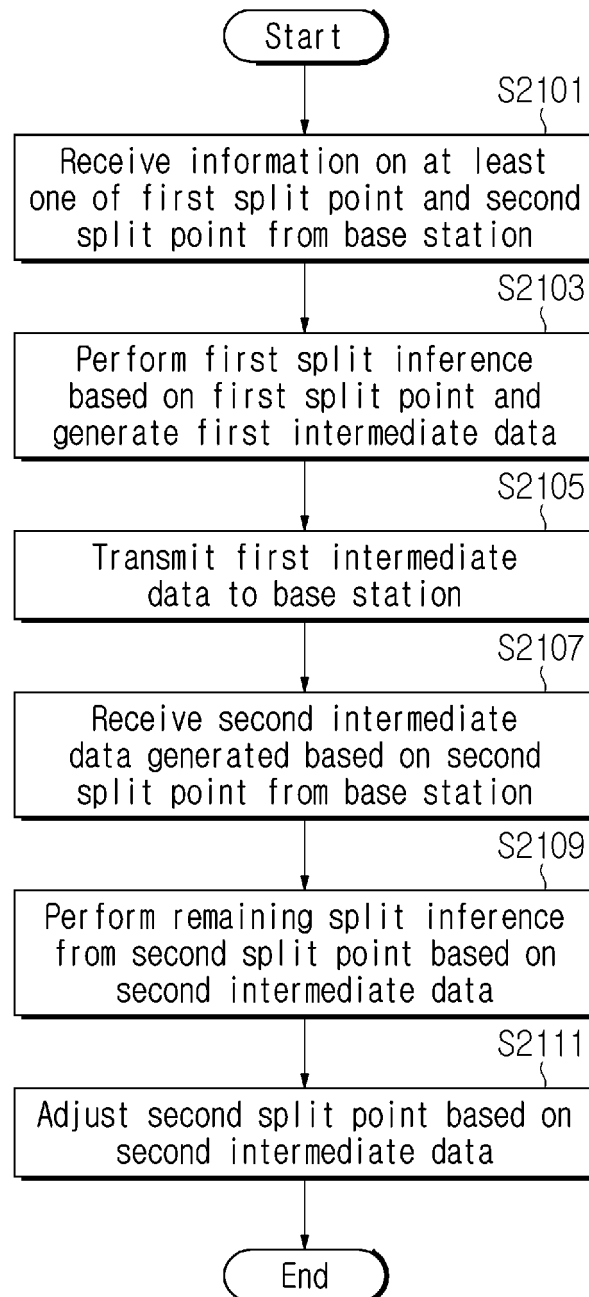 Start
S2101
Receive information on at least
one of first split point and second
split point from base station
S2103
Perform first split inference
based on first split point and
generate first intermediate data
S2105
Transmit first intermediate
data to base station
S2107
Receive second intermediate
data generated based on second
split point from base station
S2109
Perform remaining split inference
from second split point based on
second intermediate data
S2111
Adjust second split point based on
second intermediate data
End